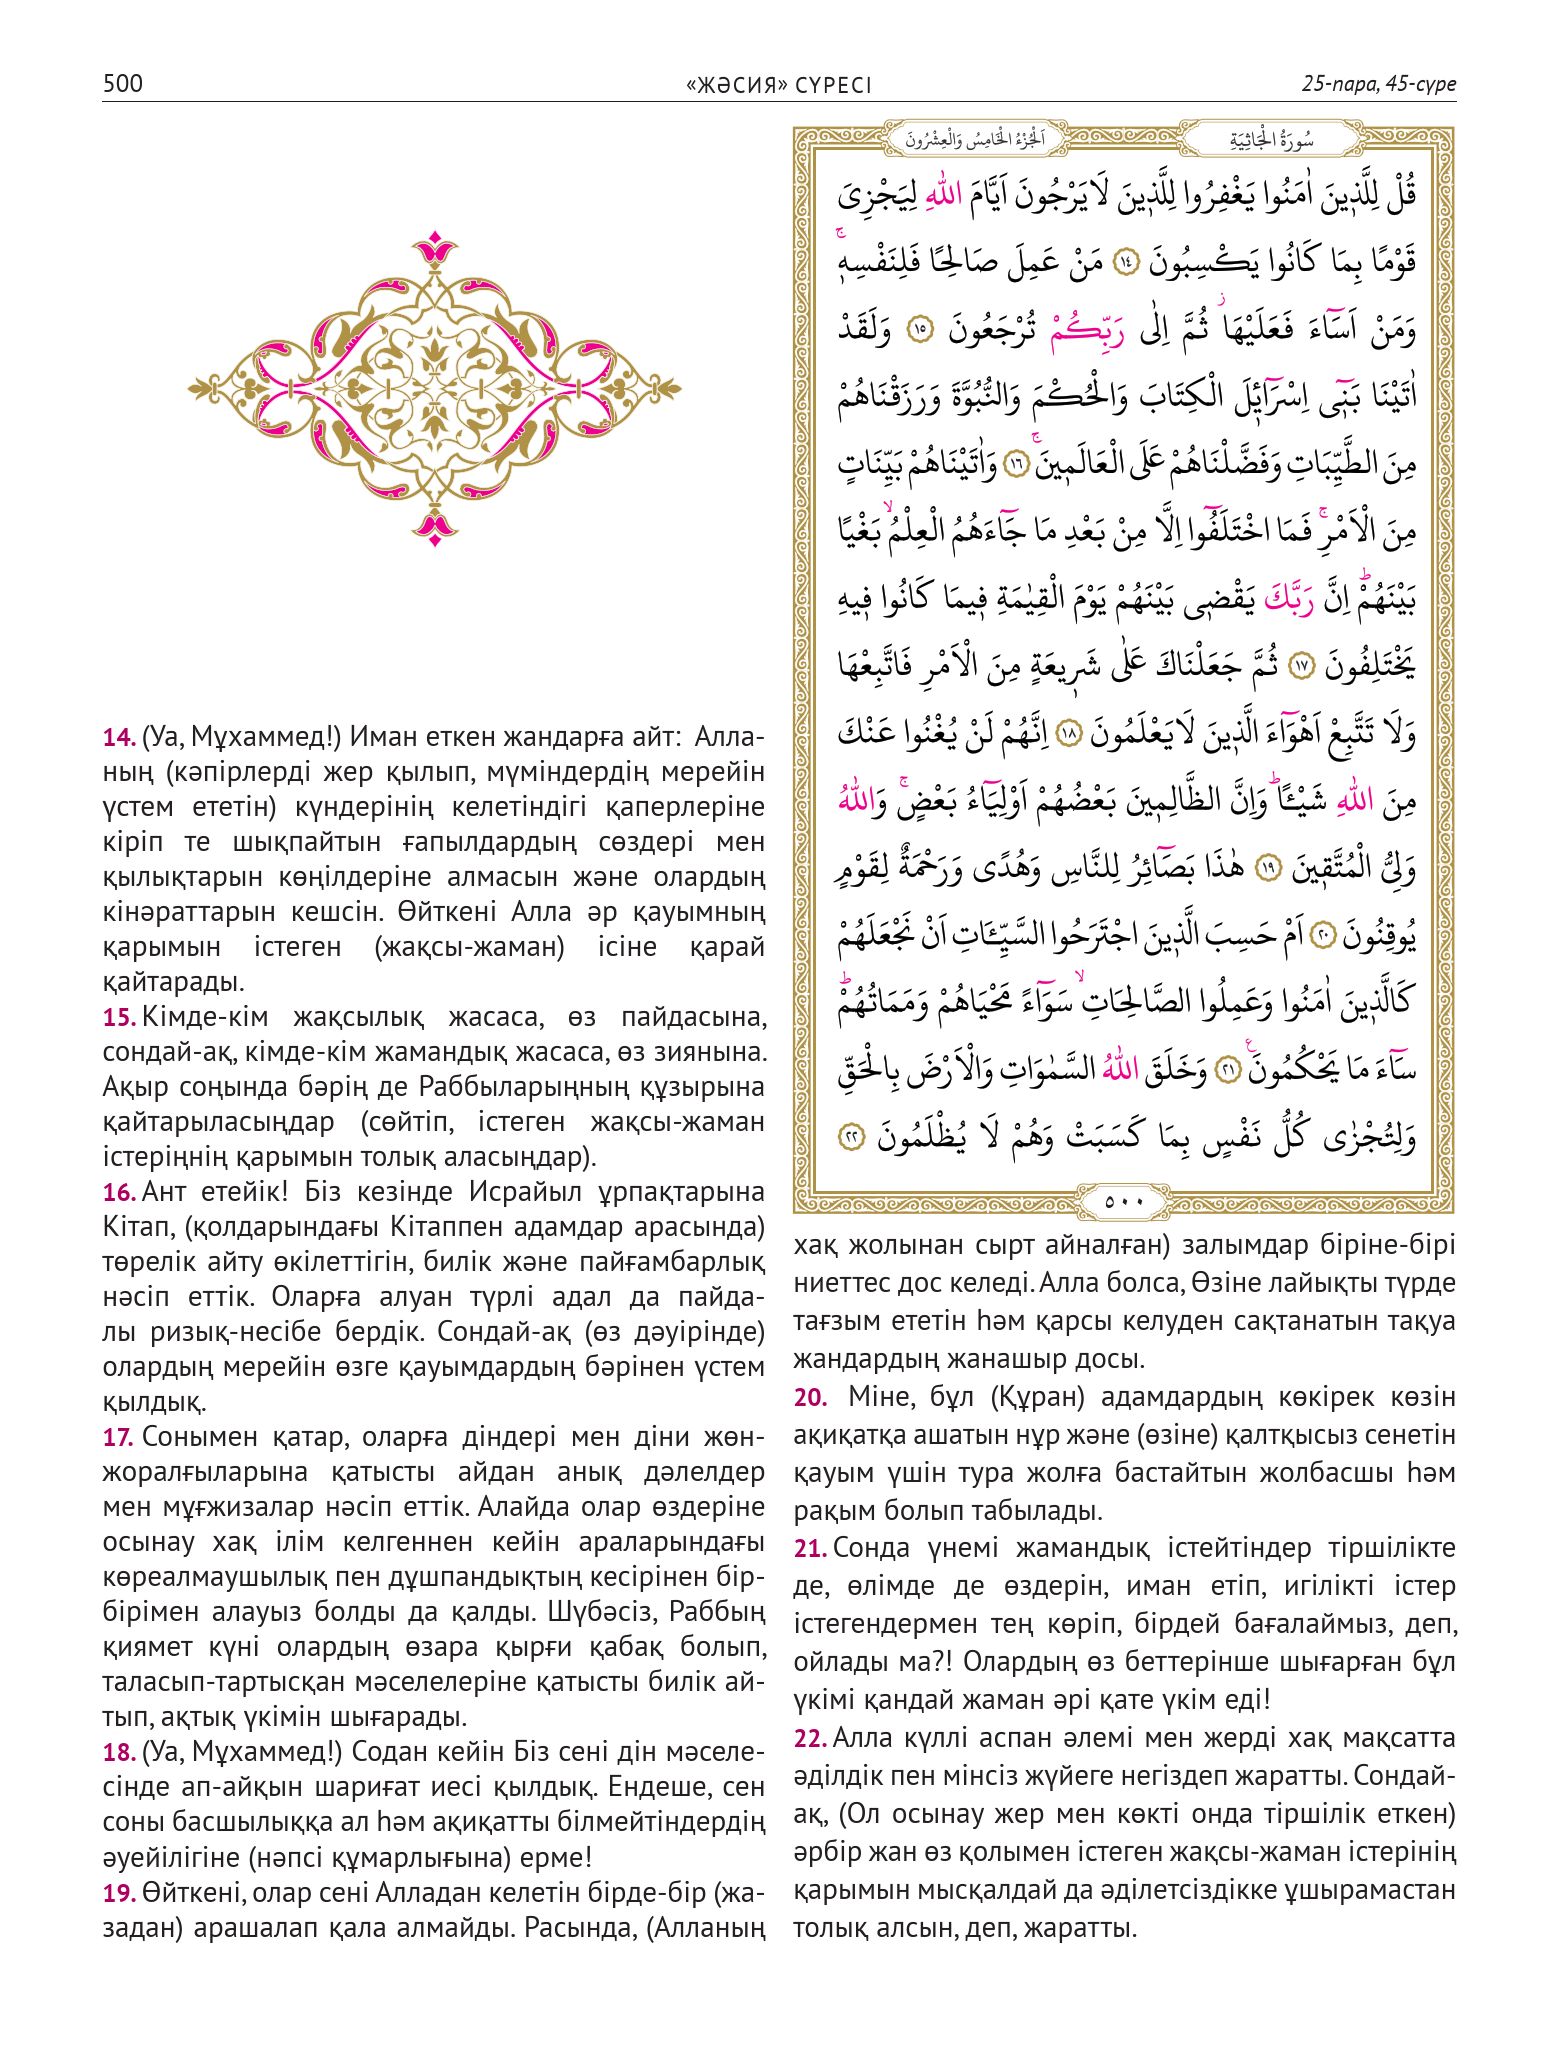 500
«ЖӘСИЯ» СҮРЕСІ
25-пара, 45-сүре
14. (Уа, Мұхаммед!) Иман еткен жандарға айт: Алла-
ның (кәпірлерді жер қылып, мүміндердің мерейін
үстем ететін) күндерінің келетіндігі қаперлеріне
кіріп те шықпайтын ғапылдардың сөздері мен
қылықтарын көңілдеріне алмасын және олардың
кінәраттарын кешсін. Өйткені Алла әр қауымның
қарымын істеген (жақсы-жаман) ісіне қарай
қайтарады.
15. Кімде-кім жақсылық жасаса, өз пайдасына,
сондай-ақ, кімде-кім жамандық жасаса, өз зиянына.
Ақыр соңында бәрің де Раббыларыңның құзырына
қайтарыласыңдар (сөйтіп, істеген жақсы-жаман
істеріңнің қарымын толық аласыңдар).
16. Ант етейік! Біз кезінде Исрайыл ұрпақтарына
Кітап, (қолдарындағы Кітаппен адамдар арасында)
төрелік айту өкілеттігін, билік және пайғамбарлық
нәсіп еттік. Оларға алуан түрлі адал да пайда-
лы ризық-несібе бердік. Сондай-ақ (өз дәуірінде)
олардың мерейін өзге қауымдардың бәрінен үстем
қылдық.
17. Сонымен қатар, оларға діндері мен діни жөн-
жоралғыларына қатысты айдан анық дәлелдер
мен мұғжизалар нәсіп еттік. Алайда олар өздеріне
осынау хақ ілім келгеннен кейін араларындағы
көреалмаушылық пен дұшпандықтың кесірінен бір-
бірімен алауыз болды да қалды. Шүбәсіз, Раббың
қиямет күні олардың өзара қырғи қабақ болып,
таласып-тартысқан мәселелеріне қатысты билік ай-
тып, ақтық үкімін шығарады.
18. (Уа, Мұхаммед!) Содан кейін Біз сені дін мәселе-
сінде ап-айқын шариғат иесі қылдық. Ендеше, сен
соны басшылыққа ал һәм ақиқатты білмейтіндердің
әуейілігіне (нәпсі құмарлығына) ерме!
19. Өйткені, олар сені Алладан келетін бірде-бір (жа-
задан) арашалап қала алмайды. Расында, (Алланың
سُورَةُ الْجَاثِيَةِ
اَلْجُزْءُ الْخَامِسُ وَالْعِشْرُونَ
قُلْ لِلَّذ۪ينَ اٰمَنُوا يَغْفِرُوا لِلَّذ۪ينَ لَا يَرْجُونَ اَيَّامَ اللّٰهِ لِيَجْزِيَ
قَوْمًا بِمَا كَانُوا يَكْسِبُونَ ﴿١٤﴾ مَنْ عَمِلَ صَالِحًا فَلِنَفْسِه۪ۚ
وَمَنْ اَسَٓاءَ فَعَلَيْهَاۘ ثُمَّ اِلٰى رَبِّكُمْ تُرْجَعُونَ ﴿١٥﴾ وَلَقَدْ
اٰتَيْنَا بَن۪ٓي اِسْرَٓائ۪لَ الْكِتَابَ وَالْحُكْمَ وَالنُّبُوَّةَ وَرَزَقْنَاهُمْ
مِنَ الطَّيِّبَاتِ وَفَضَّلْنَاهُمْ عَلَى الْعَالَم۪ينَۚ ﴿١٦﴾ وَاٰتَيْنَاهُمْ بَيِّنَاتٍ
مِنَ الْاَمْرِۚ فَمَا اخْتَلَفُٓوا اِلَّا مِنْ بَعْدِ مَا جَٓاءَهُمُ الْعِلْمُۙ بَغْيًا
بَيْنَهُمْۜ اِنَّ رَبَّكَ يَقْض۪ي بَيْنَهُمْ يَوْمَ الْقِيٰمَةِ ف۪يمَا كَانُوا ف۪يهِ
يَخْتَلِفُونَ ﴿١٧﴾ ثُمَّ جَعَلْنَاكَ عَلٰى شَر۪يعَةٍ مِنَ الْاَمْرِ فَاتَّبِعْهَا
وَلَا تَتَّبِعْ اَهْوَٓاءَ الَّذ۪ينَ لَا يَعْلَمُونَ ﴿١٨﴾ اِنَّهُمْ لَنْ يُغْنُوا عَنْكَ
مِنَ اللّٰهِ شَيْـًٔاۜ وَاِنَّ الظَّالِم۪ينَ بَعْضُهُمْ اَوْلِيَٓاءُ بَعْضٍۚ وَاللّٰهُ
وَلِيُّ الْمُتَّق۪ينَ ﴿١٩﴾ هٰذَا بَصَٓائِرُ لِلنَّاسِ وَهُدًى وَرَحْمَةٌ لِقَوْمٍ
يُوقِنُونَ ﴿٢٠﴾ اَمْ حَسِبَ الَّذ۪ينَ اجْتَرَحُوا السَّيِّـَٔاتِ اَنْ نَجْعَلَهُمْ
كَالَّذ۪ينَ اٰمَنُوا وَعَمِلُوا الصَّالِحَاتِۙ سَوَٓاءً مَحْيَاهُمْ وَمَمَاتُهُمْۜ
سَٓاءَ مَا يَحْكُمُونَ۟ ﴿٢١﴾ وَخَلَقَ اللّٰهُ السَّمٰوَاتِ وَالْاَرْضَ بِالْحَقِّ
وَلِتُجْزٰى كُلُّ نَفْسٍ بِمَا كَسَبَتْ وَهُمْ لَا يُظْلَمُونَ ﴿٢٢﴾
٥٠٠
хақ жолынан сырт айналған) залымдар біріне-бірі
ниеттес дос келеді. Алла болса, Өзіне лайықты түрде
тағзым ететін һәм қарсы келуден сақтанатын тақуа
жандардың жанашыр досы.
20. Міне, бұл (Құран) адамдардың көкірек көзін
ақиқатқа ашатын нұр және (өзіне) қалтқысыз сенетін
қауым үшін тура жолға бастайтын жолбасшы һәм
рақым болып табылады.
21. Сонда үнемі жамандық істейтіндер тіршілікте
де, өлімде де өздерін, иман етіп, игілікті істер
істегендермен тең көріп, бірдей бағалаймыз, деп,
ойлады ма?! Олардың өз беттерінше шығарған бұл
үкімі қандай жаман әрі қате үкім еді!
22. Алла күллі аспан әлемі мен жерді хақ мақсатта
әділдік пен мінсіз жүйеге негіздеп жаратты. Сондай-
ақ, (Ол осынау жер мен көкті онда тіршілік еткен)
әрбір жан өз қолымен істеген жақсы-жаман істерінің
қарымын мысқалдай да әділетсіздікке ұшырамастан
толық алсын, деп, жаратты.